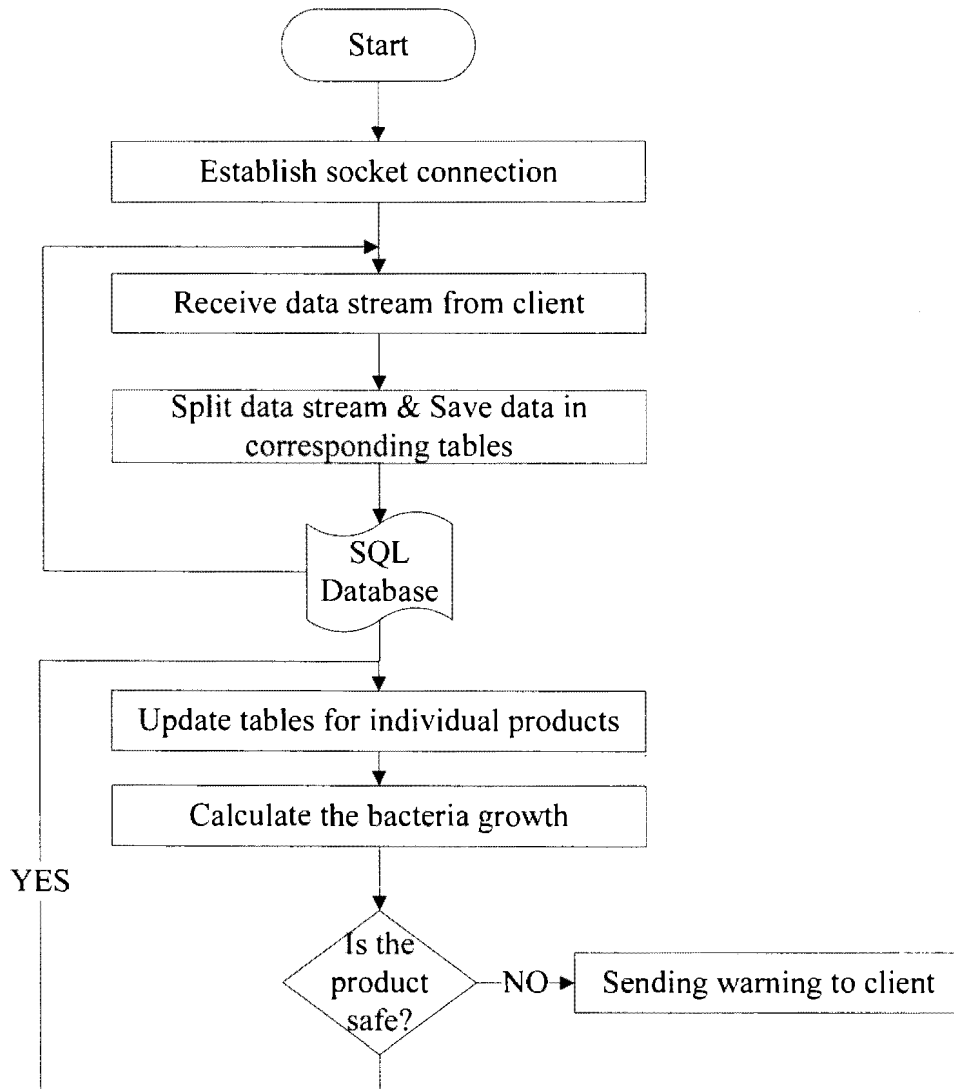 Start
Establish socket connection
Receive data stream from client
Split data stream & Save data in
corresponding tables
SQL
Database
Update tables for individual products
Calculate the bacteria growth
YES
Is the
product
safe?
NO
Sending warning to client